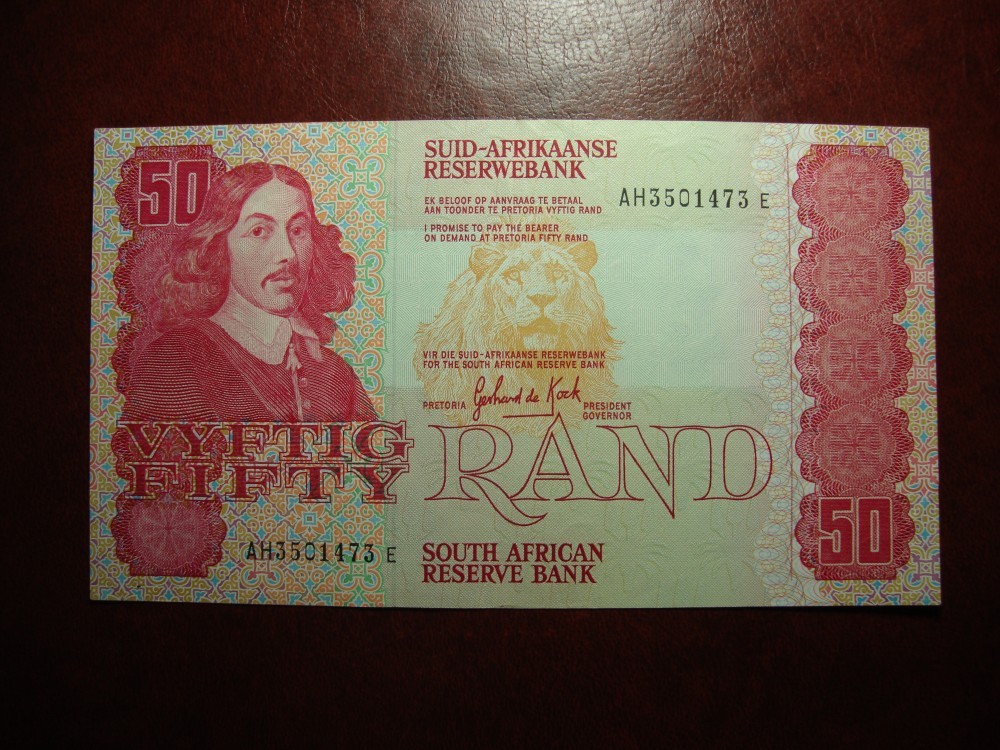 50
SUID-AFRIKAANSE
RESERWEBANK
EK BELOOF OP AANVRAAG TE BETAAL
AAN TOONDER TE PRETORIA VYFTIG RAND
AH3501473 E
I PROMISE TO PAY THE BEARER
ON DEMAND AT PRETORIA FIFTY RAND
VIR DIE SUID-AFRIKAANSE RESERWEBANK
FOR THE SOUTH AFRICAN RESERVE BANK
PRETORIA Gerhard de Kock PRESIDENT
GOVERNOR
VYFTIG
FIFTY
RAND
50
AH3501473 E
SOUTH AFRICAN
RESERVE BANK